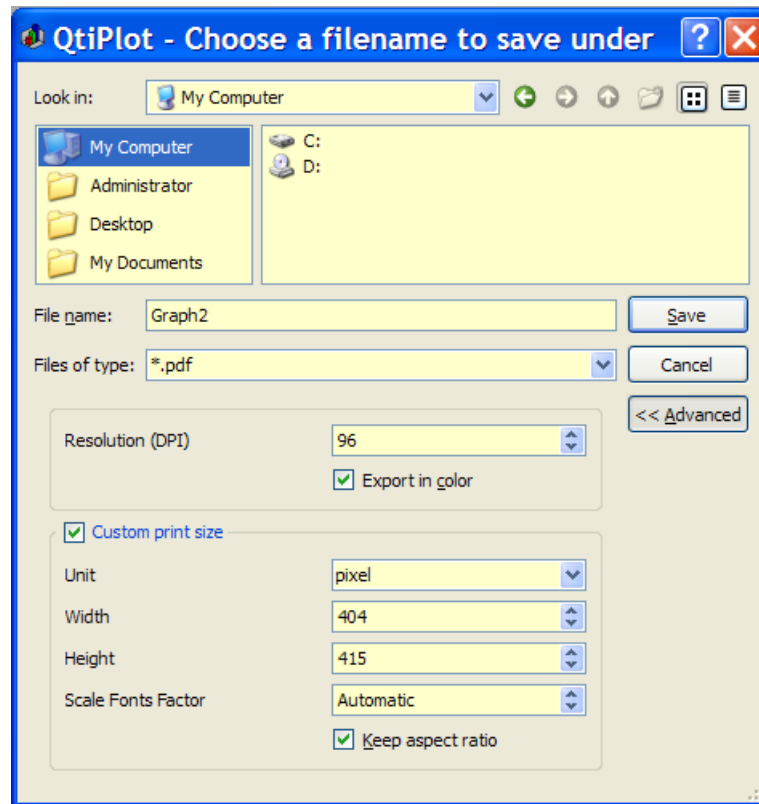 QtiPlot - Choose a filename to save under
Look in: My Computer
My Computer
Administrator
Desktop
My Documents
C:
D:
File name: Graph2 Save
Files of type: *.pdf Cancel
<< Advanced
Resolution (DPI) 96
Export in color
Custom print size
Unit pixel
Width 404
Height 415
Scale Fonts Factor Automatic
Keep aspect ratio